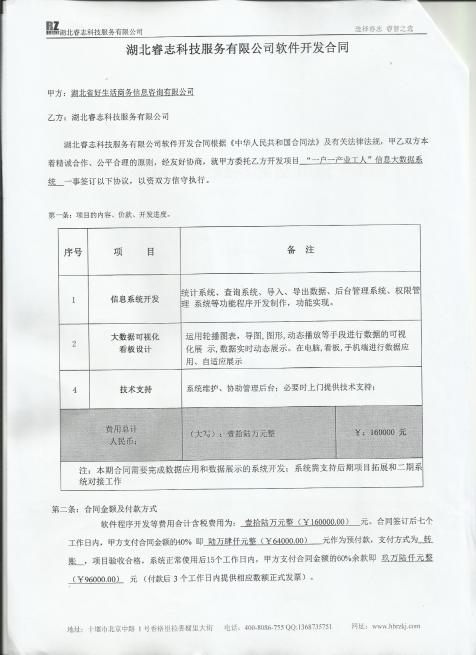 RZ 湖北睿志科技服务有限公司
选择睿志 睿智之选
湖北睿志科技服务有限公司软件开发合同
甲方：湖北省好生活商务信息咨询有限公司
乙方：湖北睿志科技服务有限公司
湖北睿志科技服务有限公司软件开发合同根据《中华人民共和国合同法》及有关法律法规，甲乙双方本
着精诚合作、公平合理的原则，经友好协商，就甲方委托乙方开发项目 “一户一产业工人”信息大数据系
统 一事签订以下协议，以资双方信守执行。
第一条：项目的内容、价款、开发进度。
序号 项 目 备 注
1 信息系统开发 统计系统、查询系统、导入、导出数据、后台管理系统、权限管
理 系统等功能程序开发制作，功能实现。
2 大数据可视化
看板设计
运用轮播图表，导图,图形,动态播放等手段进行数据的可视
化展 示,数据实时动态展示。在电脑,看板,手机端进行数据应
用、自适应展示
4 技术支持 系统维护、协助管理后台；必要时上门提供技术支持；
费用总计
人民币：
（大写）：壹拾陆万元整 ￥：160000 元
注：本期合同需要完成数据应用和数据展示的系统开发；系统需支持后期项目拓展和二期系
统对接工作
第二条：合同金额及付款方式
软件程序开发等费用合计含税费用为： 壹拾陆万元整（￥160000.00） 元。合同签订后七个
工作日内，甲方支付合同金额的40% 即 陆万肆仟元整（￥64000.00） 元作为预付款，支付方式为 转
账 ，项目验收合格，系统正常使用后15个工作日内，甲方支付合同金额的60%余款即 玖万陆仟元整
（￥96000.00） 元 （付款后 3 个工作日内提供相应数额正式发票）。
地址：十堰市北京中路 1 号香格里拉香榭里大街 电话：400-8086-755 QQ:1368735751 网址：www.hbrzkj.com